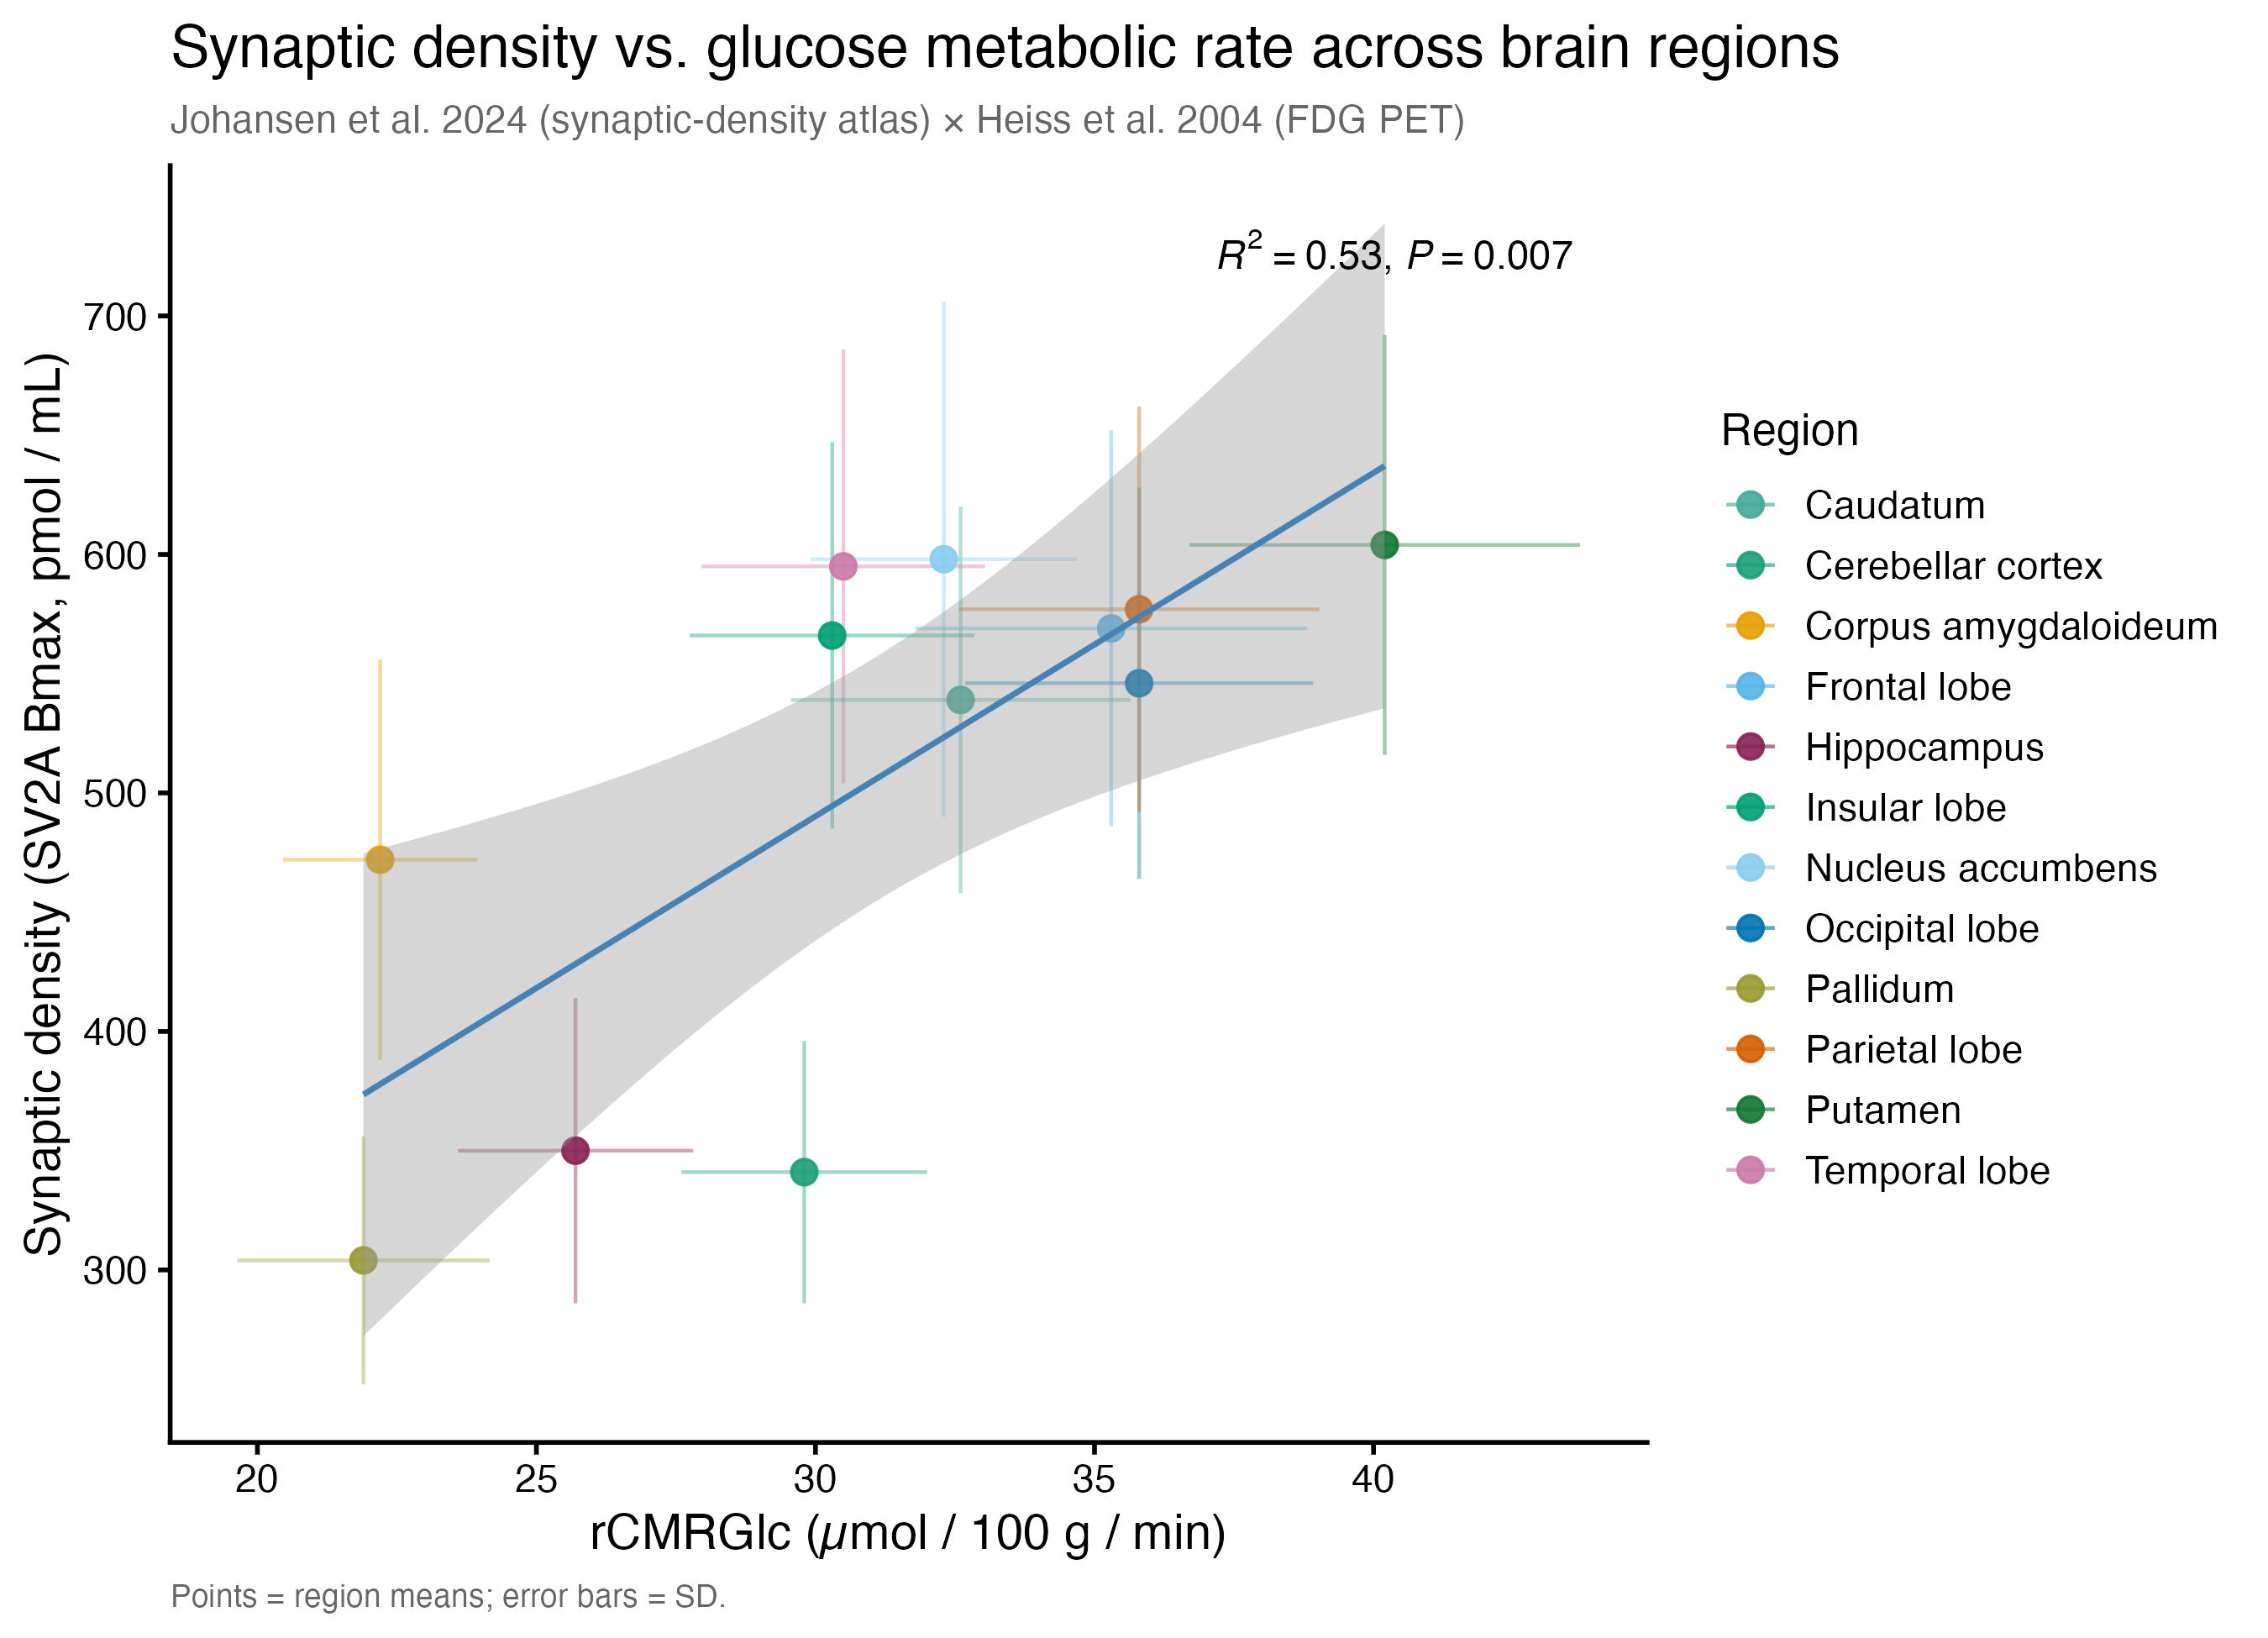 Synaptic density vs. glucose metabolic rate across brain regions
Johansen et al. 2024 (synaptic-density atlas) × Heiss et al. 2004 (FDG PET)
R² = 0.53, P = 0.007
Synaptic density (SV2A Bmax, pmol / mL)
700
600
500
400
300
20 25 30 35 40
rCMRGlc (µmol / 100 g / min)
Region
Caudatum
Cerebellar cortex
Corpus amygdaloideum
Frontal lobe
Hippocampus
Insular lobe
Nucleus accumbens
Occipital lobe
Pallidum
Parietal lobe
Putamen
Temporal lobe
Points = region means; error bars = SD.